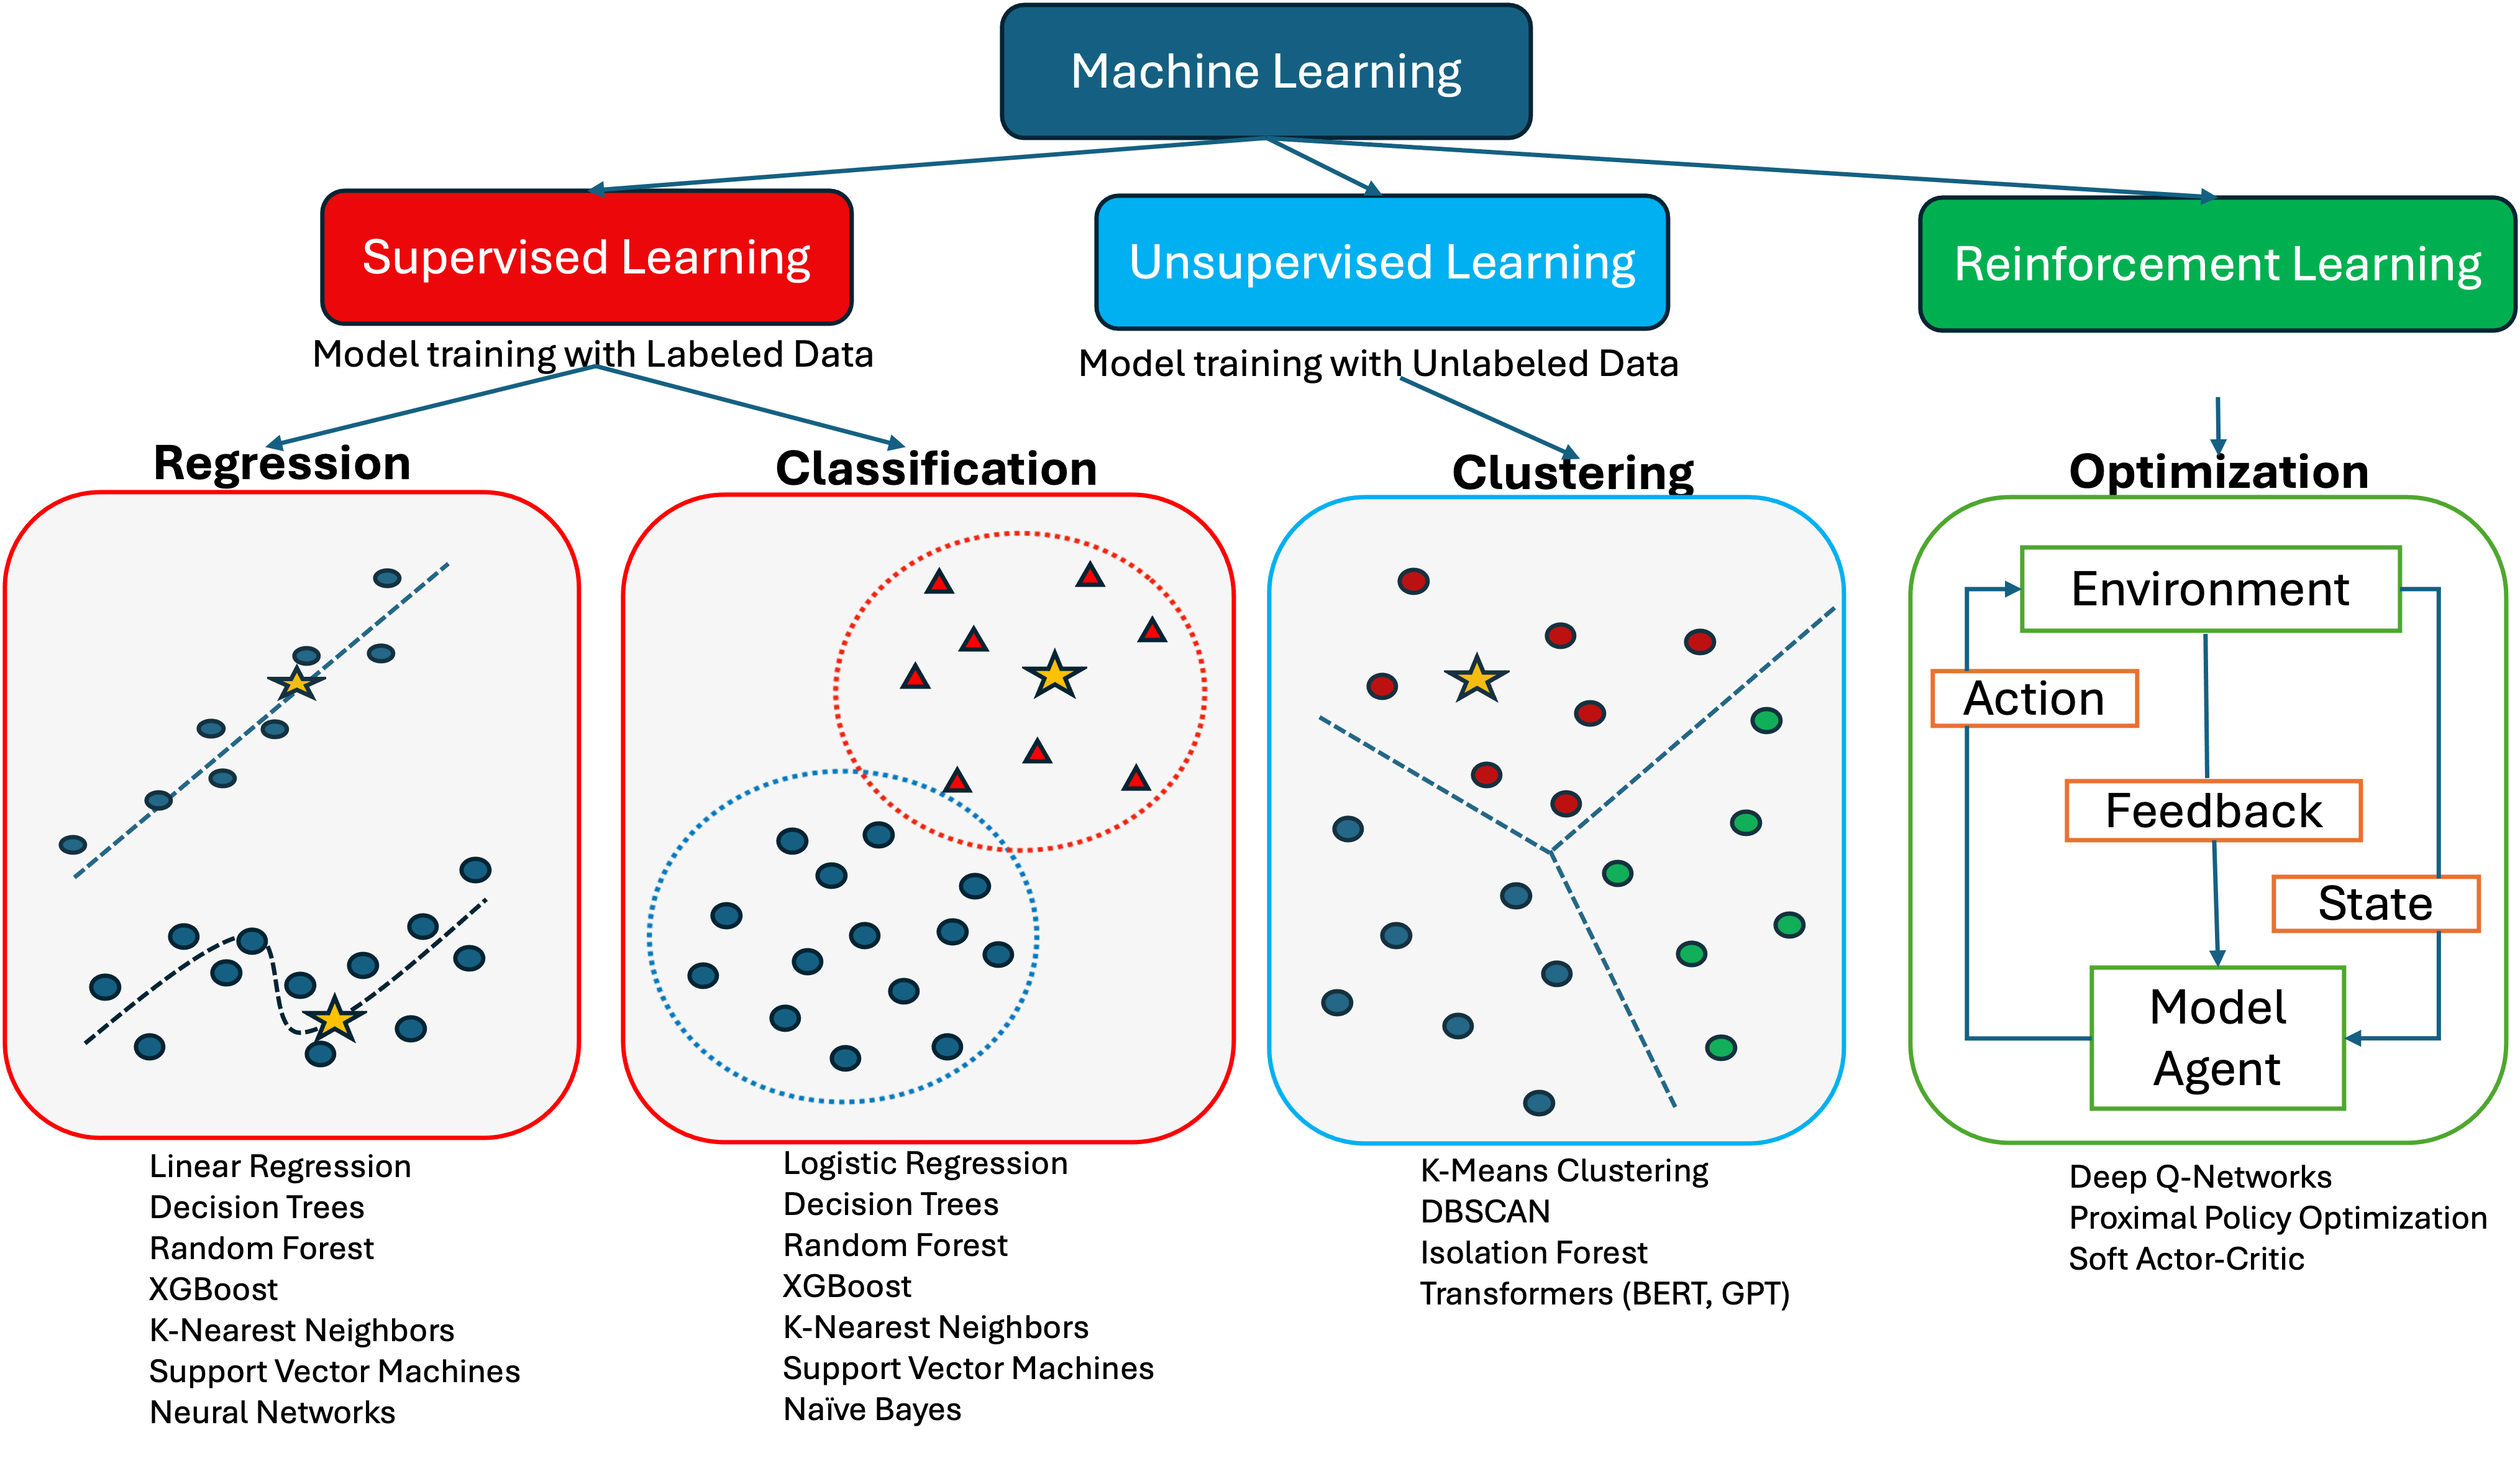 Machine Learning
Supervised Learning
Unsupervised Learning
Reinforcement Learning
Model training with Labeled Data
Model training with Unlabeled Data
Regression
Classification
Clustering
Optimization
Environment
Action
Feedback
State
Model
Agent
Linear Regression
Decision Trees
Random Forest
XGBoost
K-Nearest Neighbors
Support Vector Machines
Neural Networks
Logistic Regression
Decision Trees
Random Forest
XGBoost
K-Nearest Neighbors
Support Vector Machines
Naïve Bayes
K-Means Clustering
DBSCAN
Isolation Forest
Transformers (BERT, GPT)
Deep Q-Networks
Proximal Policy Optimization
Soft Actor-Critic